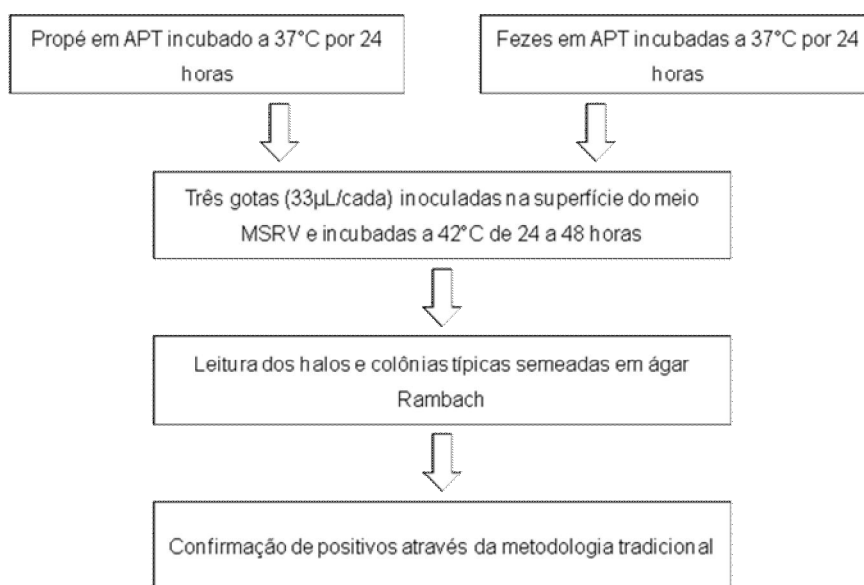 Propé em APT incubado a 37°C por 24
horas
Fezes em APT incubadas a 37°C por 24
horas
Três gotas (33µL/cada) inoculadas na superfície do meio
MSRV e incubadas a 42°C de 24 a 48 horas
Leitura dos halos e colônias típicas semeadas em ágar
Rambach
Confirmação de positivos através da metodologia tradicional